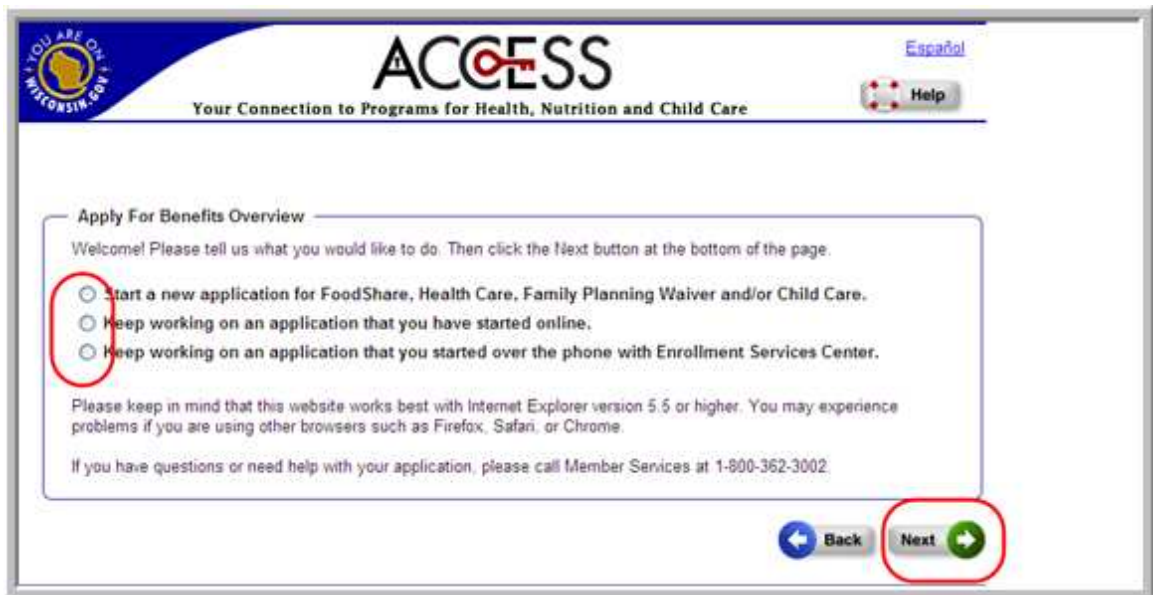 YOU ARE ON
WISCONSIN.GOV
ACCESS
Español
Help
Your Connection to Programs for Health, Nutrition and Child Care
Apply For Benefits Overview
Welcome! Please tell us what you would like to do. Then click the Next button at the bottom of the page.
Start a new application for FoodShare, Health Care, Family Planning Waiver and/or Child Care.
Keep working on an application that you have started online.
Keep working on an application that you started over the phone with Enrollment Services Center.
Please keep in mind that this website works best with Internet Explorer version 5.5 or higher. You may experience
problems if you are using other browsers such as Firefox, Safari, or Chrome.
If you have questions or need help with your application, please call Member Services at 1-800-362-3002.
Back
Next